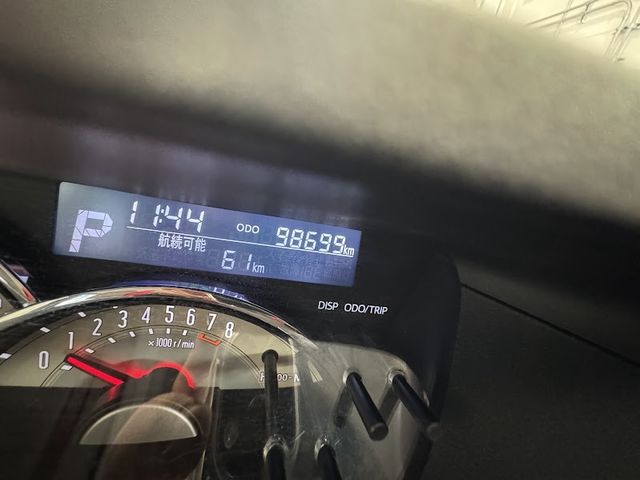 P 11:44 ODO 98699km
航続可能
61km
DISP ODO/TRIP
0 1 2 3 4 5 6 7 8
×1000 r/min